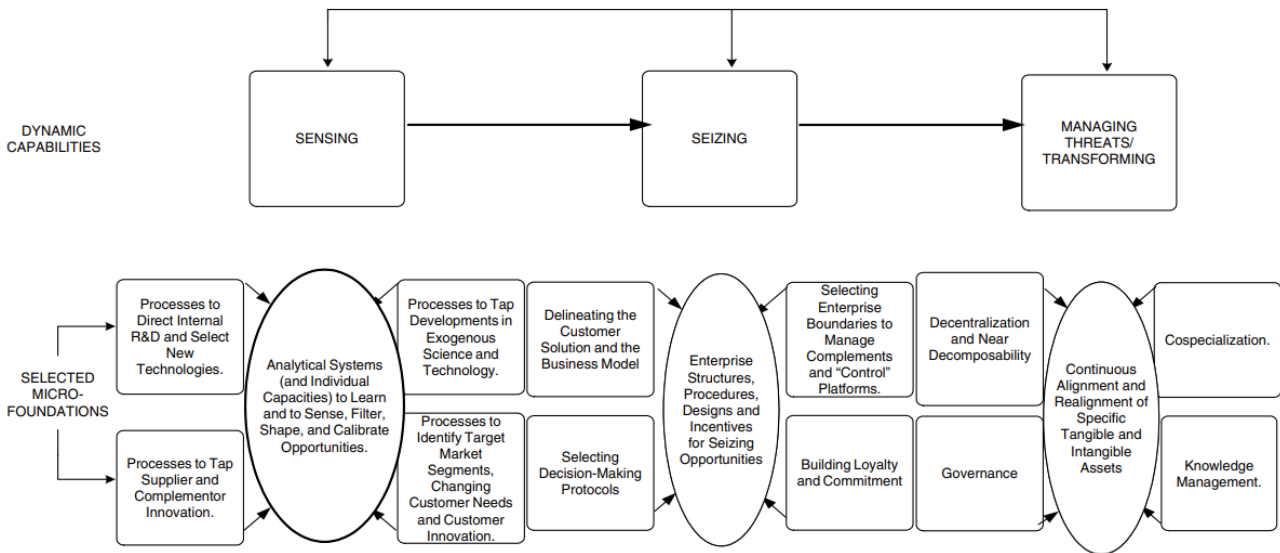 DYNAMIC
CAPABILITIES
SENSING
SEIZING
MANAGING
THREATS/
TRANSFORMING
SELECTED
MICRO-
FOUNDATIONS
Processes to
Direct Internal
R&D and Select
New
Technologies.
Processes to Tap
Supplier and
Complementor
Innovation.
Analytical Systems
(and Individual
Capacities) to Learn
and to Sense, Filter,
Shape, and Calibrate
Opportunities.
Processes to Tap
Developments in
Exogenous
Science and
Technology.
Processes to
Identify Target
Market
Segments,
Changing
Customer Needs
and Customer
Innovation.
Delineating the
Customer
Solution and the
Business Model
Selecting
Decision-Making
Protocols
Enterprise
Structures,
Procedures,
Designs and
Incentives
for Seizing
Opportunities
Selecting
Enterprise
Boundaries to
Manage
Complements
and “Control”
Platforms.
Building Loyalty
and Commitment
Decentralization
and Near
Decomposability
Governance
Continuous
Alignment and
Realignment of
Specific
Tangible and
Intangible
Assets
Cospecialization.
Knowledge
Management.